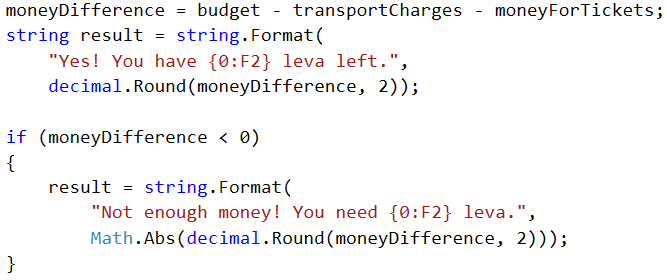 moneyDifference = budget - transportCharges - moneyForTickets;
string result = string.Format(
    "Yes! You have {0:F2} leva left.",
    decimal.Round(moneyDifference, 2));

if (moneyDifference < 0)
{
    result = string.Format(
        "Not enough money! You need {0:F2} leva.",
        Math.Abs(decimal.Round(moneyDifference, 2)));
}